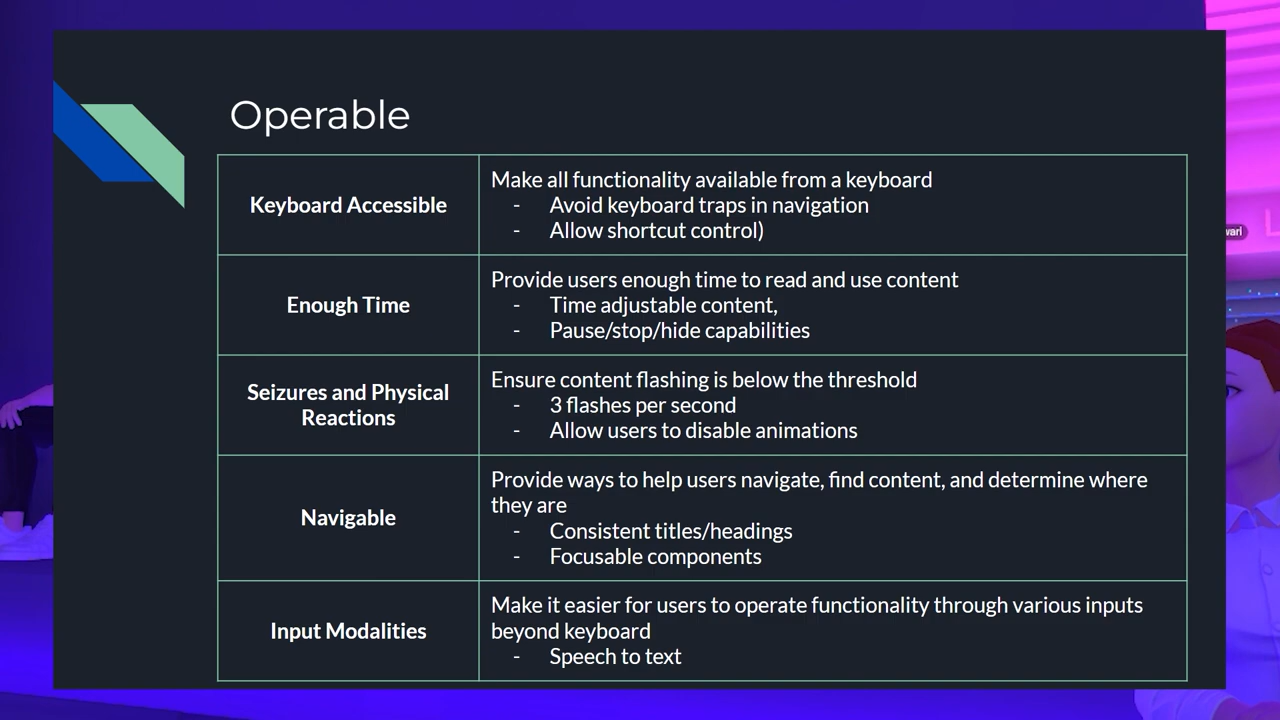 Operable
Keyboard Accessible
Make all functionality available from a keyboard
- Avoid keyboard traps in navigation
- Allow shortcut control)
Enough Time
Provide users enough time to read and use content
- Time adjustable content,
- Pause/stop/hide capabilities
Seizures and Physical
Reactions
Ensure content flashing is below the threshold
- 3 flashes per second
- Allow users to disable animations
Navigable
Provide ways to help users navigate, find content, and determine where
they are
- Consistent titles/headings
- Focusable components
Input Modalities
Make it easier for users to operate functionality through various inputs
beyond keyboard
- Speech to text